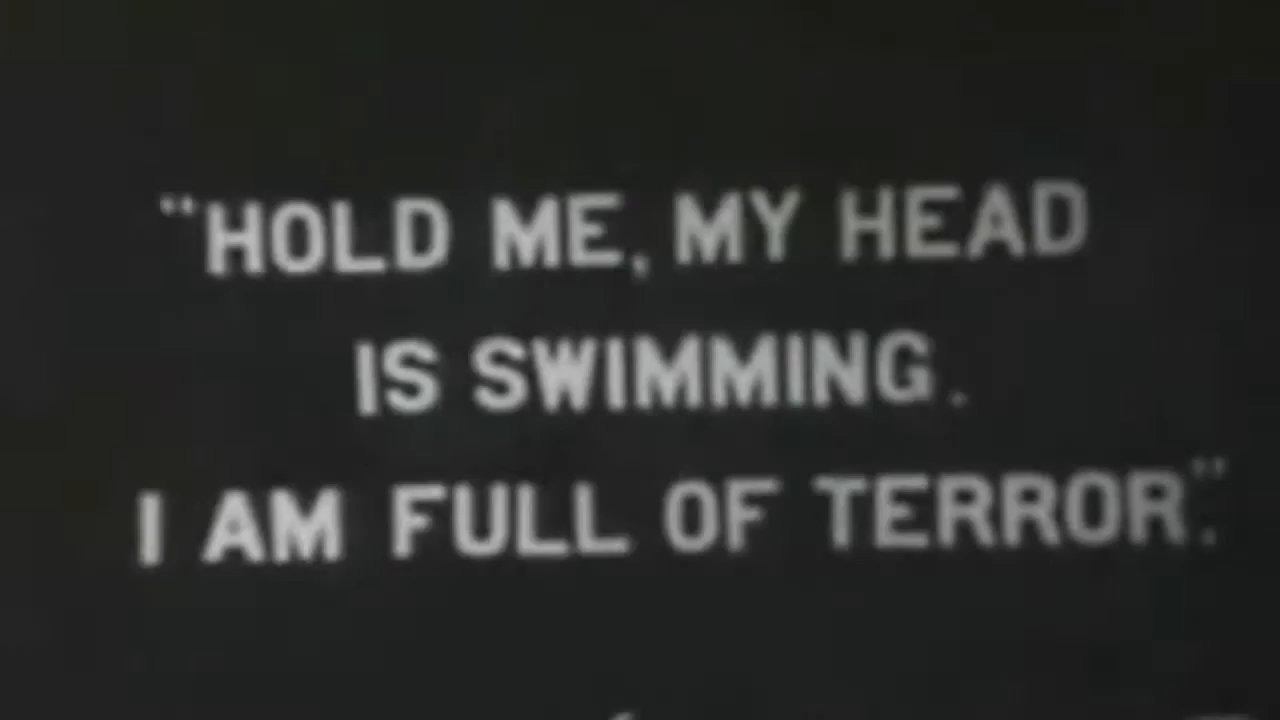 "HOLD ME, MY HEAD
IS SWIMMING.
I AM FULL OF TERROR."